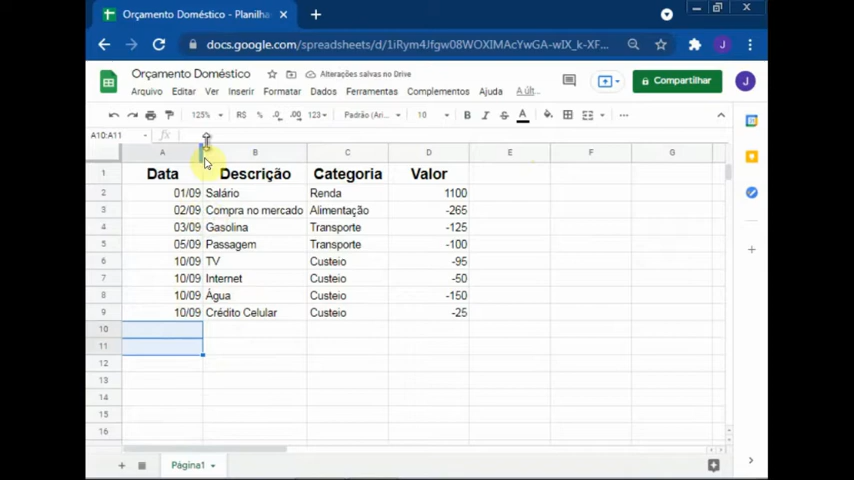 Orçamento Doméstico - Planilha
docs.google.com/spreadsheets/d/1iRym4Jfgw08WOXIMAcYwGA-wIX_k-XF...
J
Orçamento Doméstico
Alterações salvas no Drive
Compartilhar
J
Arquivo Editar Ver Inserir Formatar Dados Ferramentas Complementos Ajuda A últ...
125% R$ % .0 .00 123 Padrão (Ari... 10 B I S A
A10:A11 fx
A B C D E F G
1 Data Descrição Categoria Valor
2 01/09 Salário Renda 1100
3 02/09 Compra no mercado Alimentação -265
4 03/09 Gasolina Transporte -125
5 05/09 Passagem Transporte -100
6 10/09 TV Custeio -95
7 10/09 Internet Custeio -50
8 10/09 Água Custeio -150
9 10/09 Crédito Celular Custeio -25
10
11
12
13
14
15
16
Página1